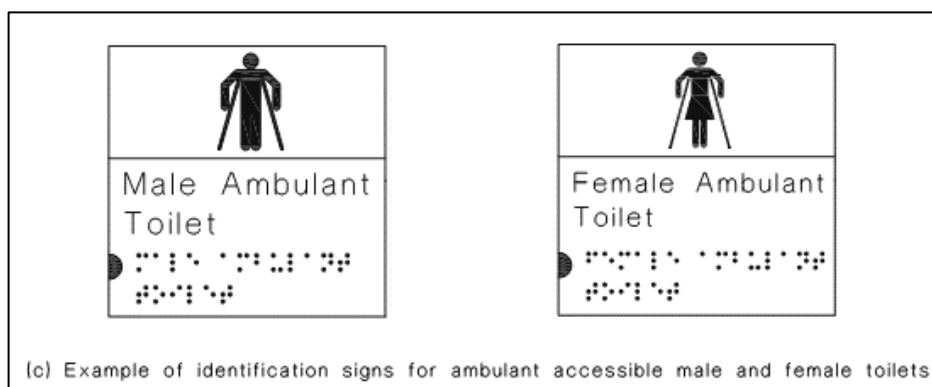 Male Ambulant
Toilet
⠍⠁⠇⠑ ⠁⠍⠃⠥⠇⠁⠝⠞
⠞⠕⠊⠇⠑⠞
Female Ambulant
Toilet
⠋⠑⠍⠁⠇⠑ ⠁⠍⠃⠥⠇⠁⠝⠞
⠞⠕⠊⠇⠑⠞
(c) Example of identification signs for ambulant accessible male and female toilets